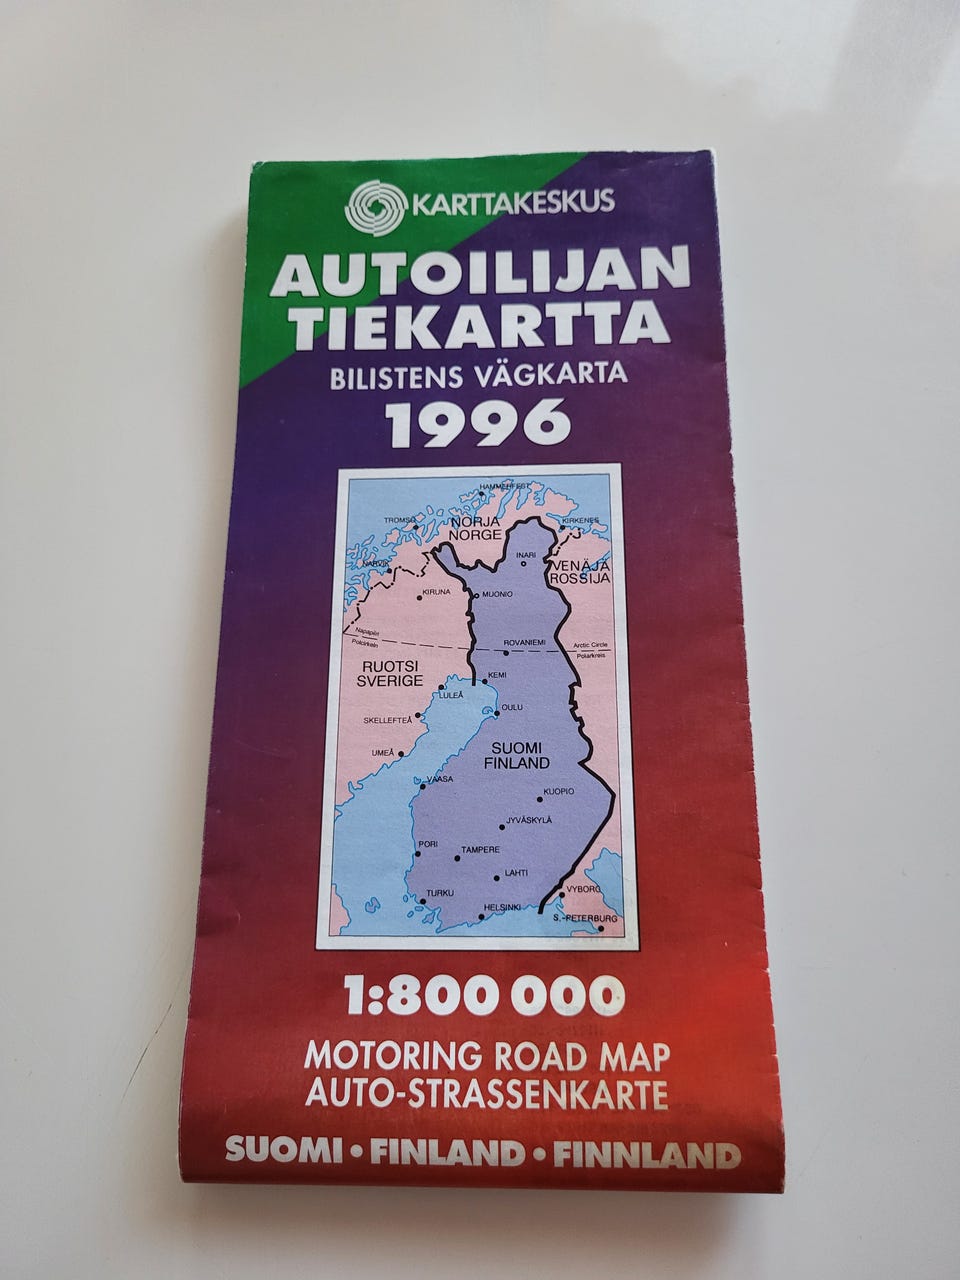 KARTTAKESKUS
AUTOILIJAN
TIEKARTTA
BILISTENS VÄGKARTA
1996
HAMMERFEST
TROMSØ
NORJA
NORGE
KIRKENES
NARVIK
INARI
VENÄJÄ
ROSSIJA
KIRUNA
MUONIO
Napapiiri
Polcirkeln
ROVANIEMI
Arctic Circle
Polarkreis
RUOTSI
SVERIGE
KEMI
LULEÅ
OULU
SKELLEFTEÅ
UMEÅ
SUOMI
FINLAND
VAASA
KUOPIO
JYVÄSKYLÄ
PORI
TAMPERE
LAHTI
TURKU
VYBORG
HELSINKI
S.-PETERBURG
1:800 000
MOTORING ROAD MAP
AUTO-STRASSENKARTE
SUOMI • FINLAND • FINNLAND